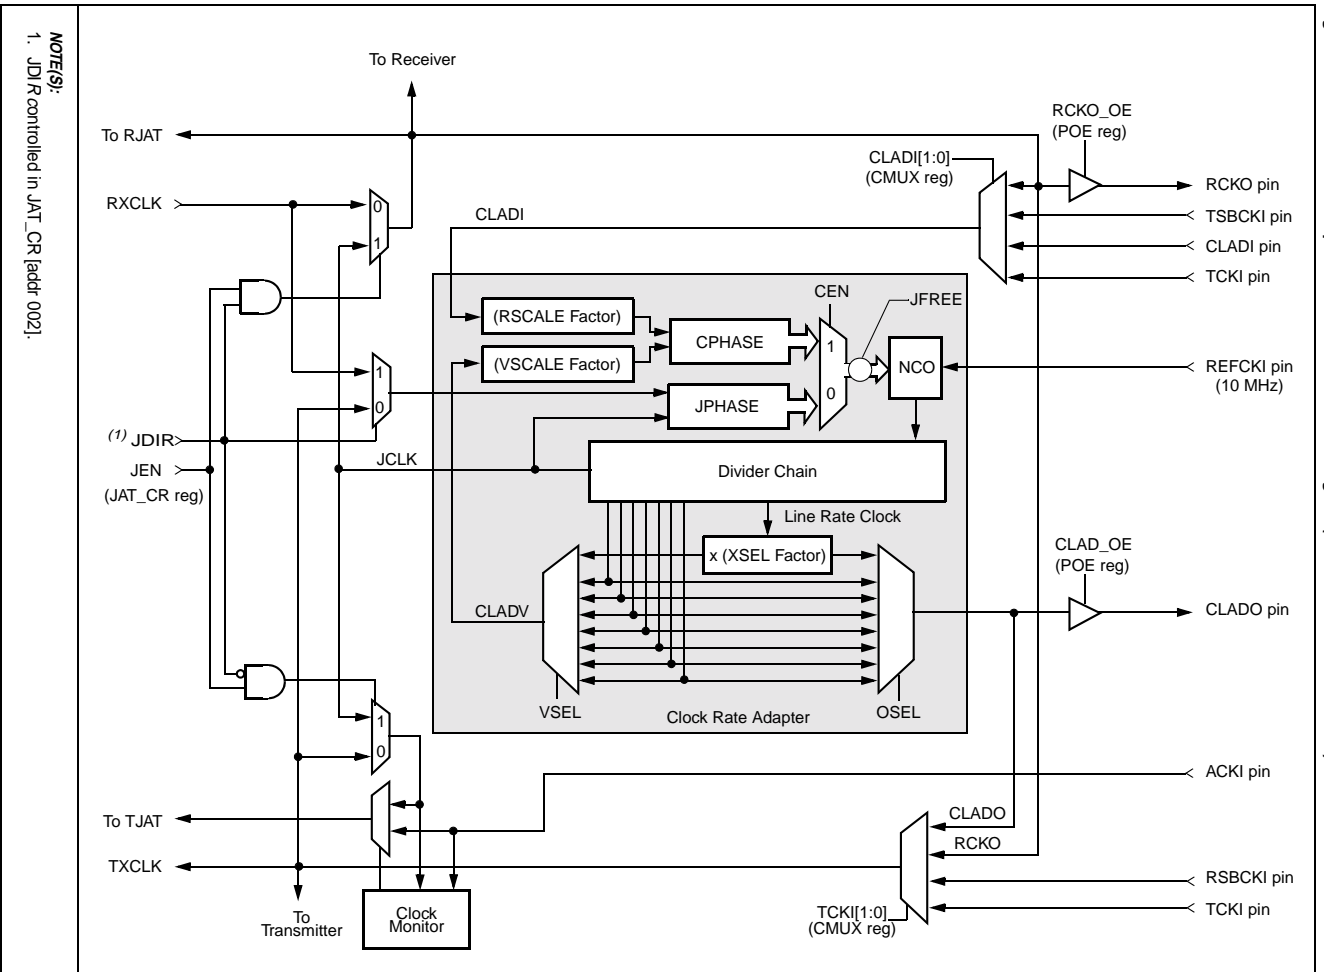 NOTE(S):
1. JDIR controlled in JAT_CR [addr 002].
To Receiver
To RJAT
RCKO_OE
(POE reg)
CLADI[1:0]
(CMUX reg)
RXCLK
0
1
CLADI
RCKO pin
TSBCKI pin
CLADI pin
TCKI pin
CEN
JFREE
(RSCALE Factor)
(VSCALE Factor)
CPHASE
1
0
NCO
REFCKI pin
(10 MHz)
1
0
JPHASE
(1) JDIR
JEN
(JAT_CR reg)
JCLK
Divider Chain
Line Rate Clock
x (XSEL Factor)
CLADV
CLAD_OE
(POE reg)
CLADO pin
VSEL
Clock Rate Adapter
OSEL
1
0
ACKI pin
To TJAT
CLADO
RCKO
TXCLK
RSBCKI pin
TCKI pin
TCKI[1:0]
(CMUX reg)
To
Transmitter
Clock
Monitor